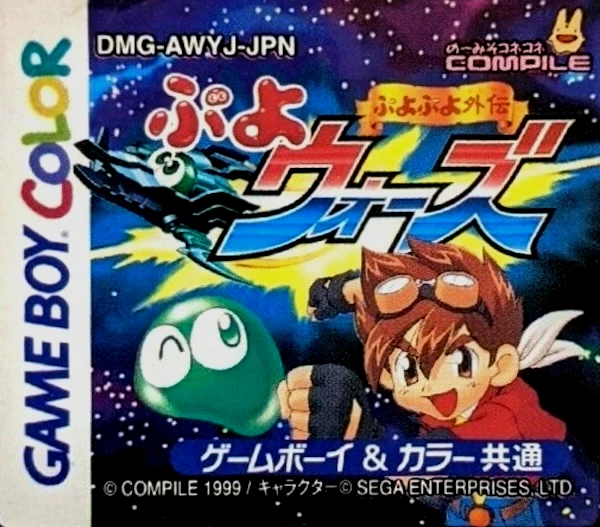 DMG-AWYJ-JPN
の〜みそコネコネ
COMPILE
ぷよぷよ外伝
ぷよ
ウォーズ
GAME BOY COLOR
ゲームボーイ & カラー共通
© COMPILE 1999 / キャラクター © SEGA ENTERPRISES, LTD